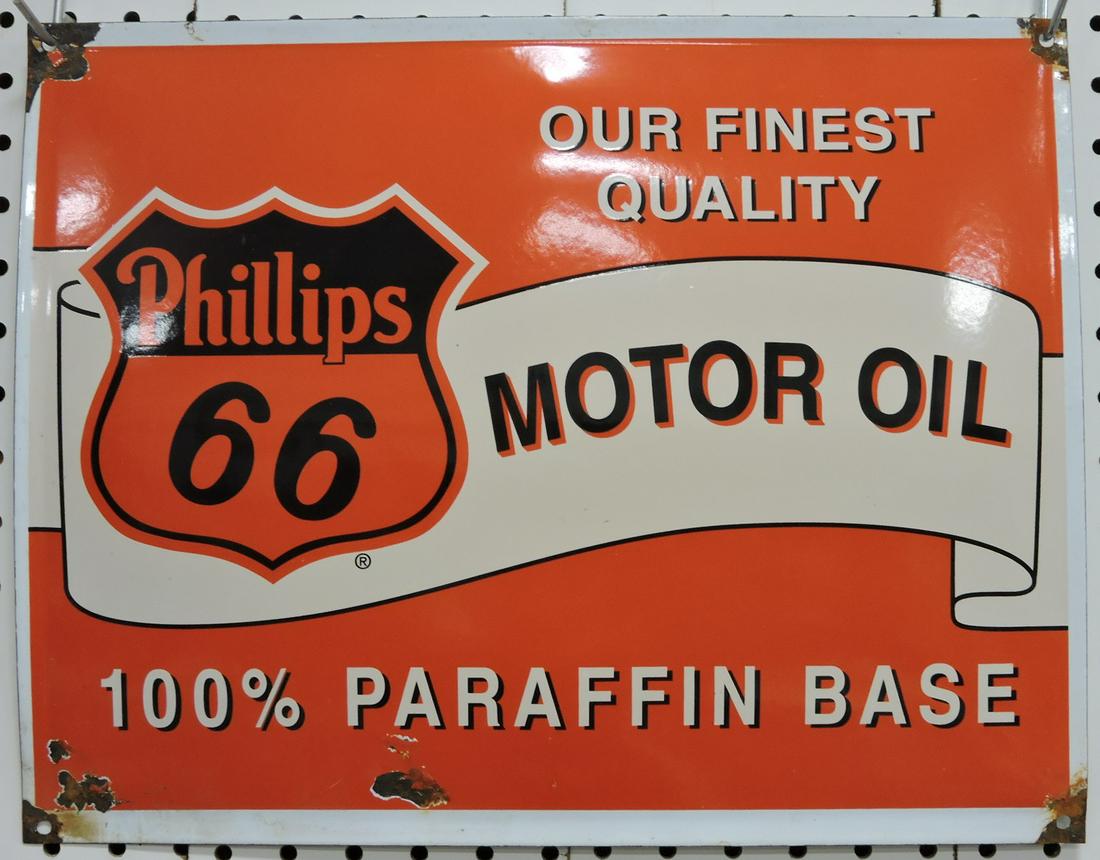 OUR FINEST
QUALITY
Phillips
66
®
MOTOR OIL
100% PARAFFIN BASE